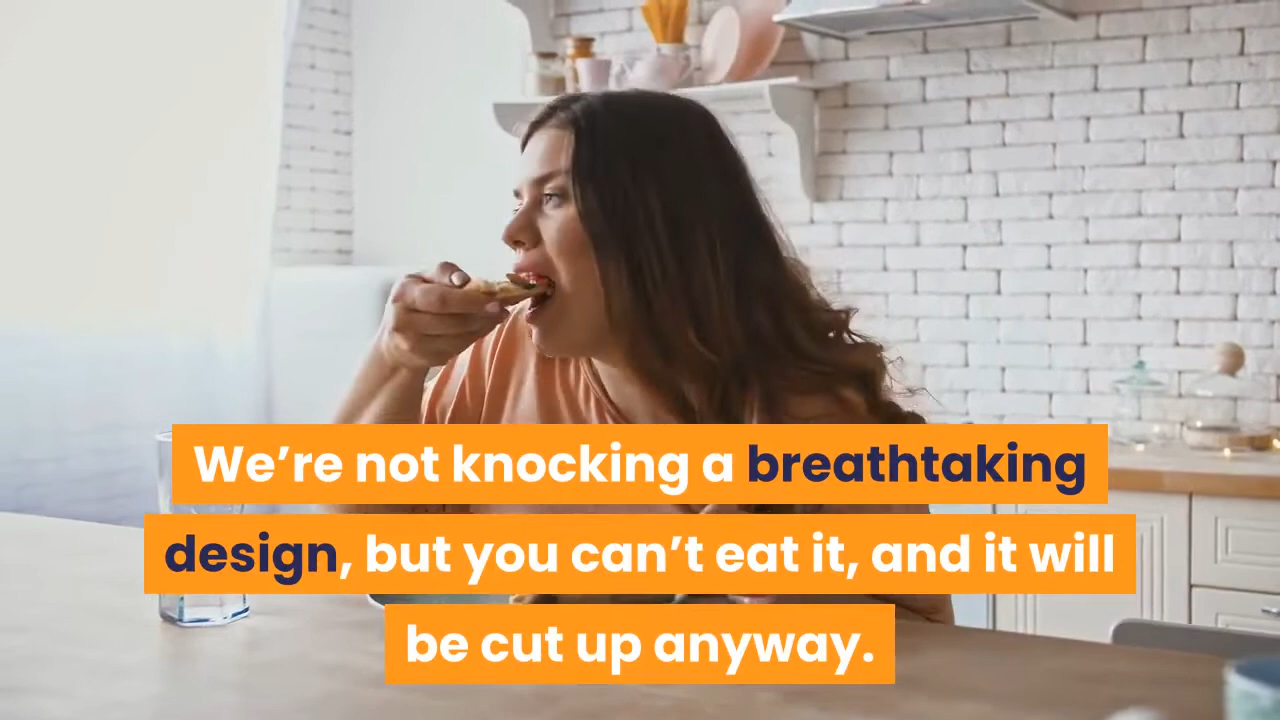 We’re not knocking a breathtaking
design, but you can’t eat it, and it will
be cut up anyway.